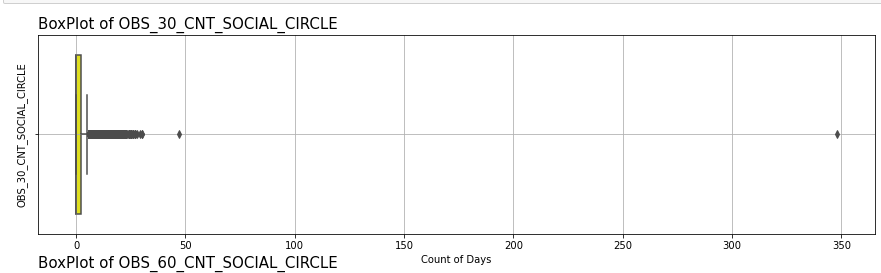 BoxPlot of OBS_30_CNT_SOCIAL_CIRCLE
OBS_30_CNT_SOCIAL_CIRCLE
0 50 100 150 200 250 300 350
Count of Days
BoxPlot of OBS_60_CNT_SOCIAL_CIRCLE